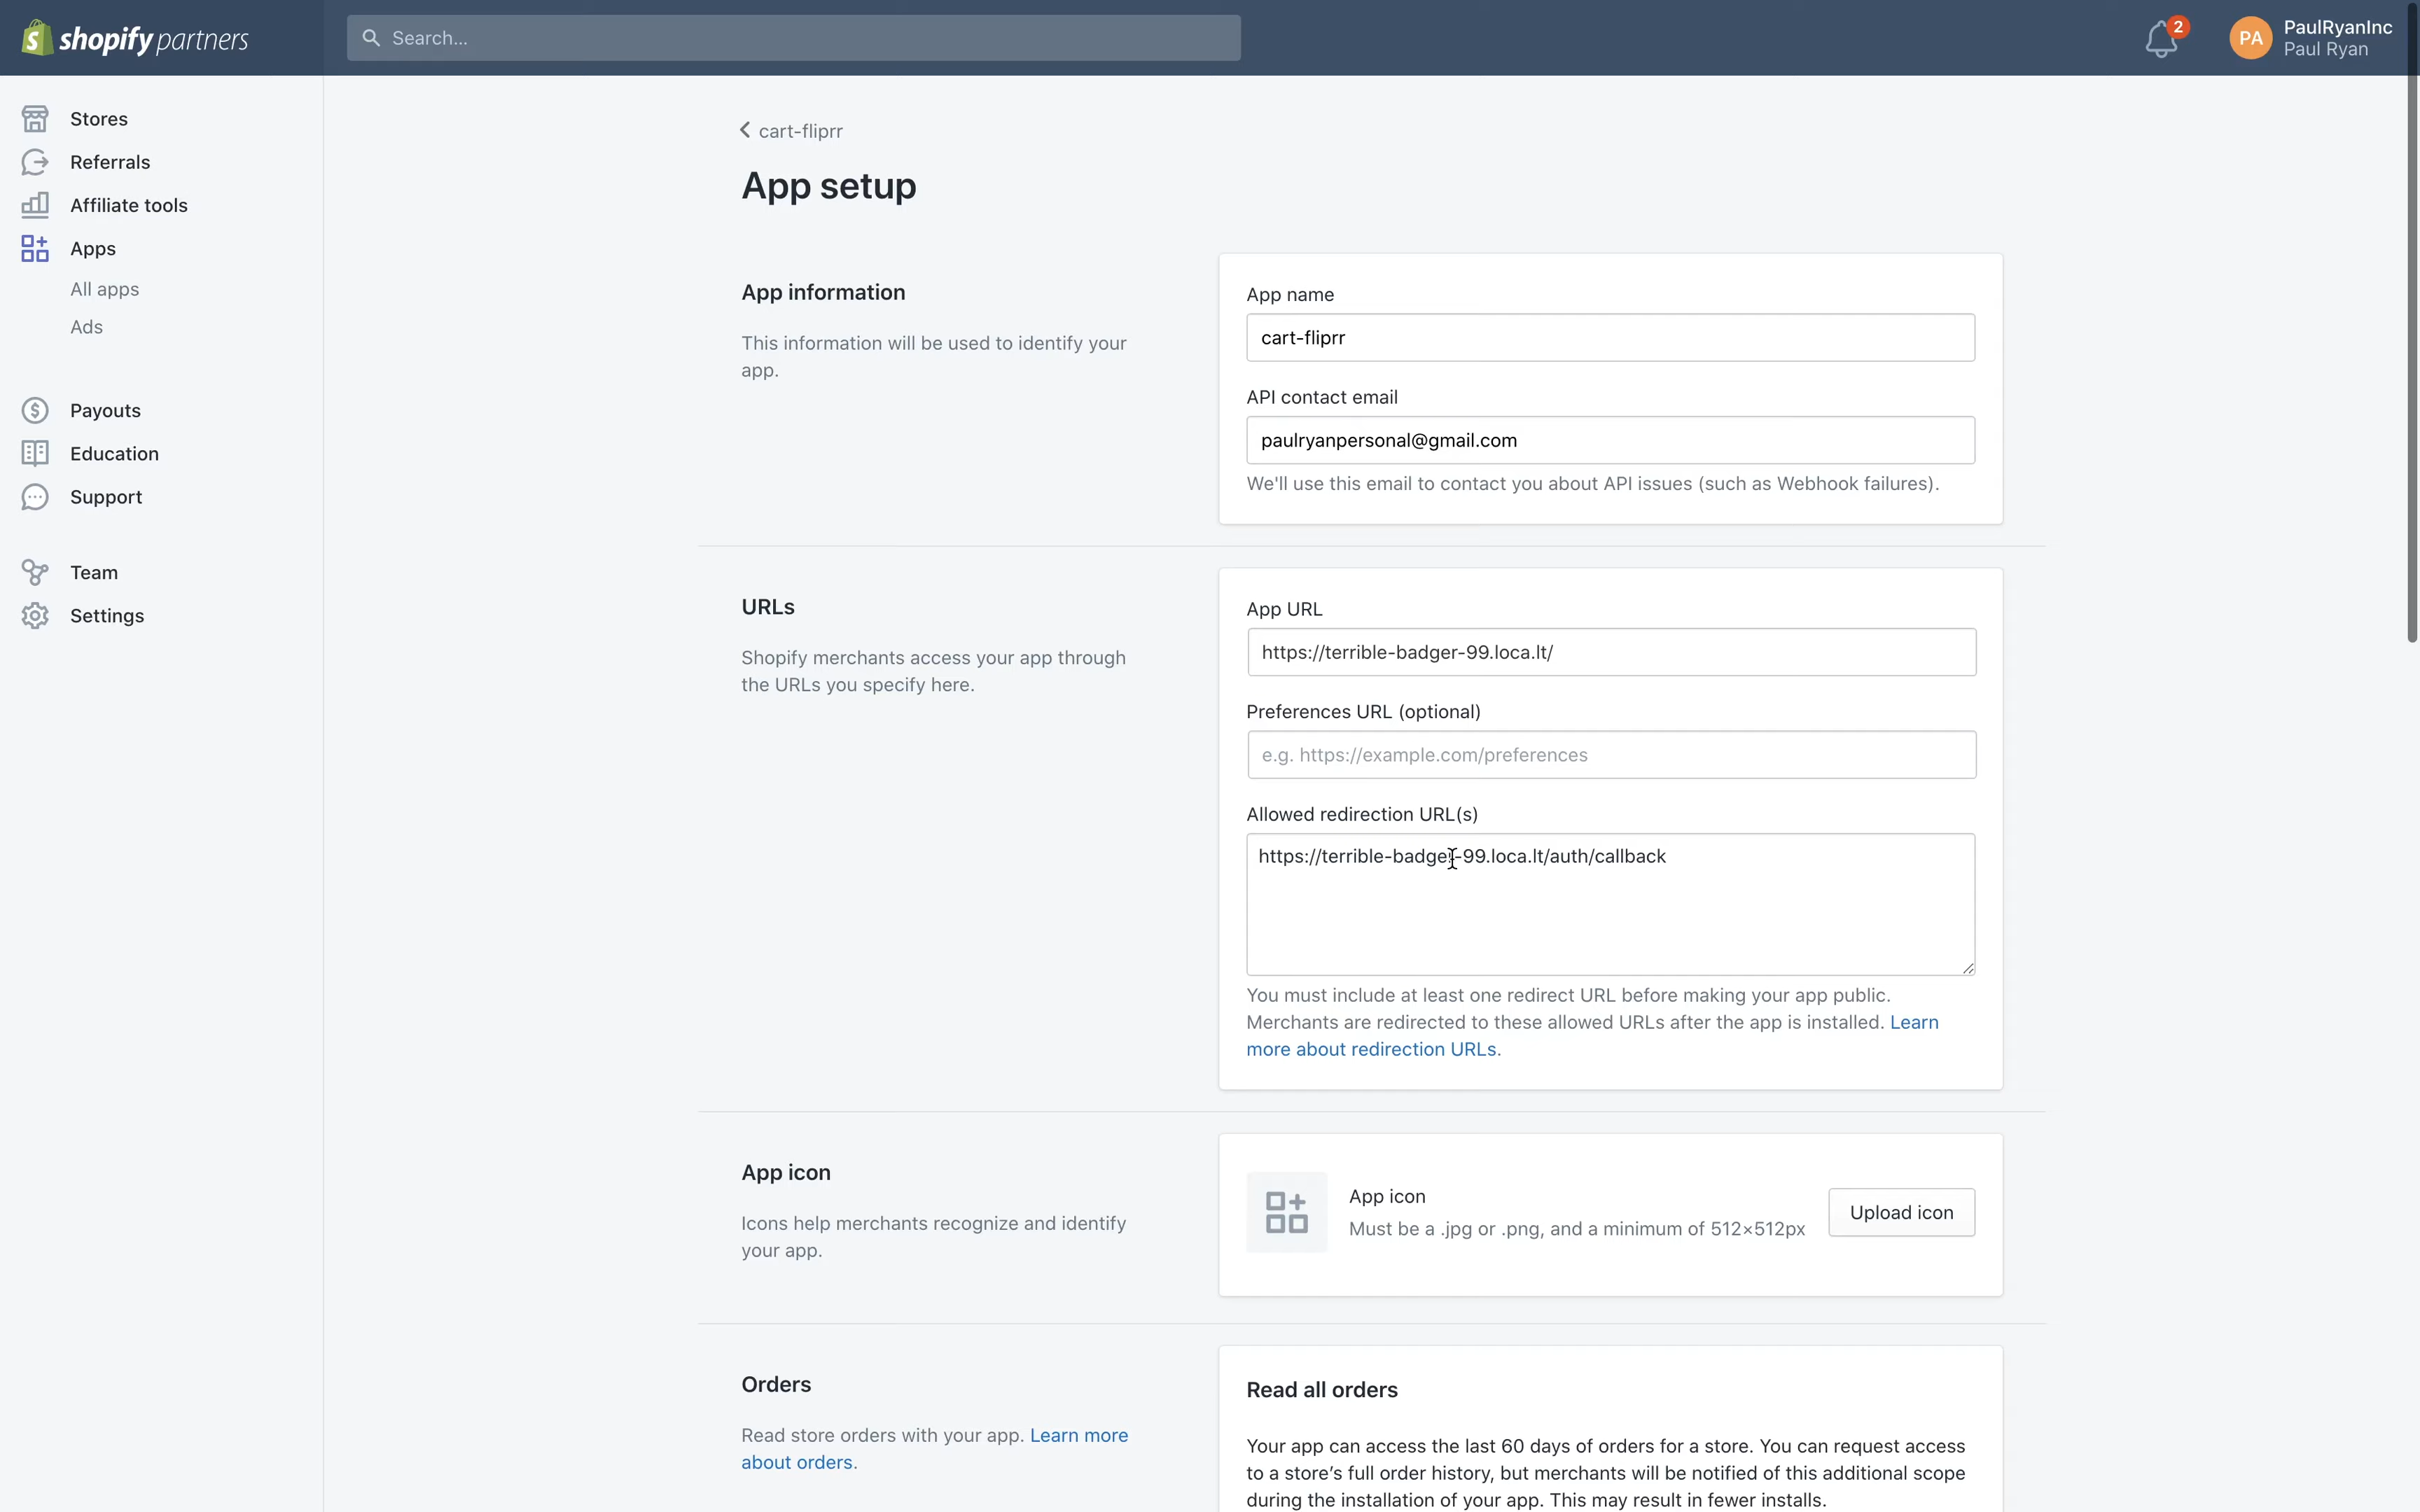 shopify partners
Search...
2
PA
PaulRyanInc
Paul Ryan
Stores
Referrals
Affiliate tools
Apps
All apps
Ads
Payouts
Education
Support
Team
Settings
cart-fliprr
App setup
App information
This information will be used to identify your
app.
App name
cart-fliprr
API contact email
paulryanpersonal@gmail.com
We'll use this email to contact you about API issues (such as Webhook failures).
URLs
Shopify merchants access your app through
the URLs you specify here.
App URL
https://terrible-badger-99.loca.lt/
Preferences URL (optional)
e.g. https://example.com/preferences
Allowed redirection URL(s)
https://terrible-badger-99.loca.lt/auth/callback
You must include at least one redirect URL before making your app public.
Merchants are redirected to these allowed URLs after the app is installed. Learn
more about redirection URLs.
App icon
Icons help merchants recognize and identify
your app.
App icon
Must be a .jpg or .png, and a minimum of 512×512px
Upload icon
Orders
Read store orders with your app. Learn more
about orders.
Read all orders
Your app can access the last 60 days of orders for a store. You can request access
to a store’s full order history, but merchants will be notified of this additional scope
during the installation of your app. This may result in fewer installs.